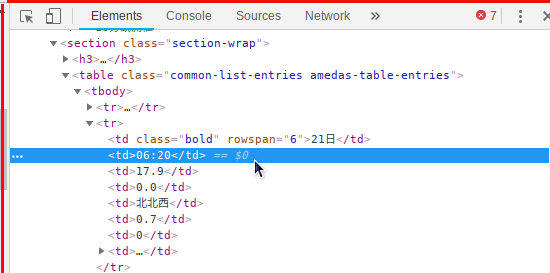 Elements Console Sources Network » 7
<section class="section-wrap">
<h3>…</h3>
<table class="common-list-entries amedas-table-entries">
<tbody>
<tr>…</tr>
<tr>
<td class="bold" rowspan="6">21日</td>
<td>06:20</td> == $0
<td>17.9</td>
<td>0.0</td>
<td>北北西</td>
<td>0.7</td>
<td>0</td>
<td>…</td>
</tr>